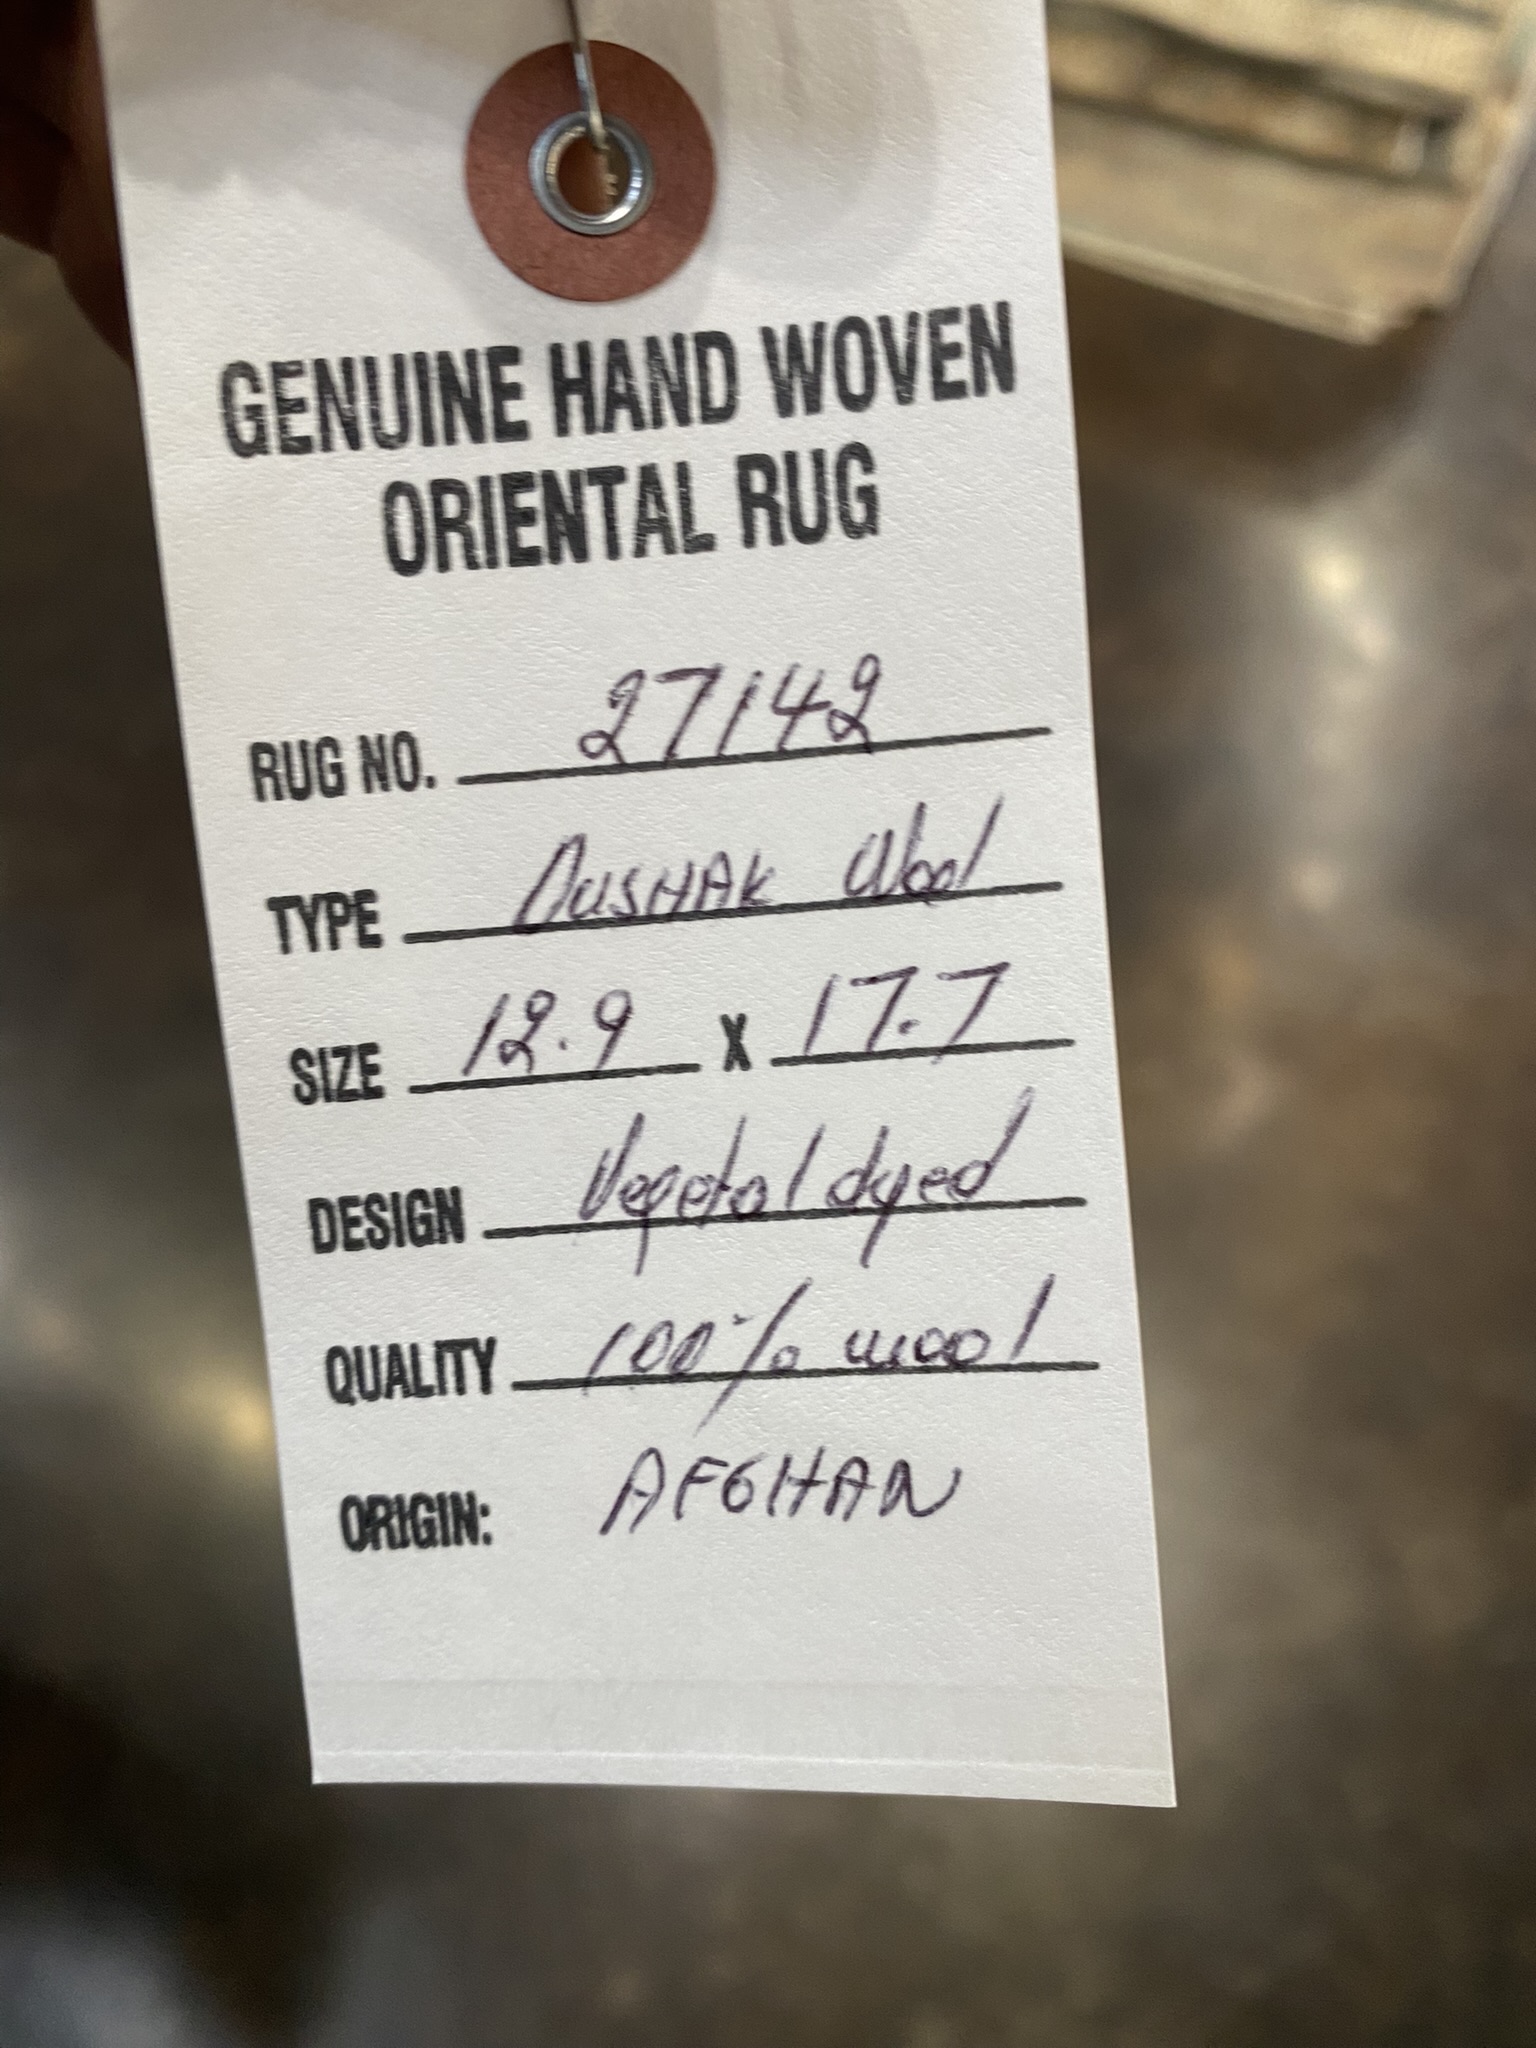 GENUINE HAND WOVEN
ORIENTAL RUG
RUG NO. 27142
TYPE OUSHAK Wool
SIZE 12.9 X 17.7
DESIGN Vegetal dyed
QUALITY 100% wool
ORIGIN: AFGHAN